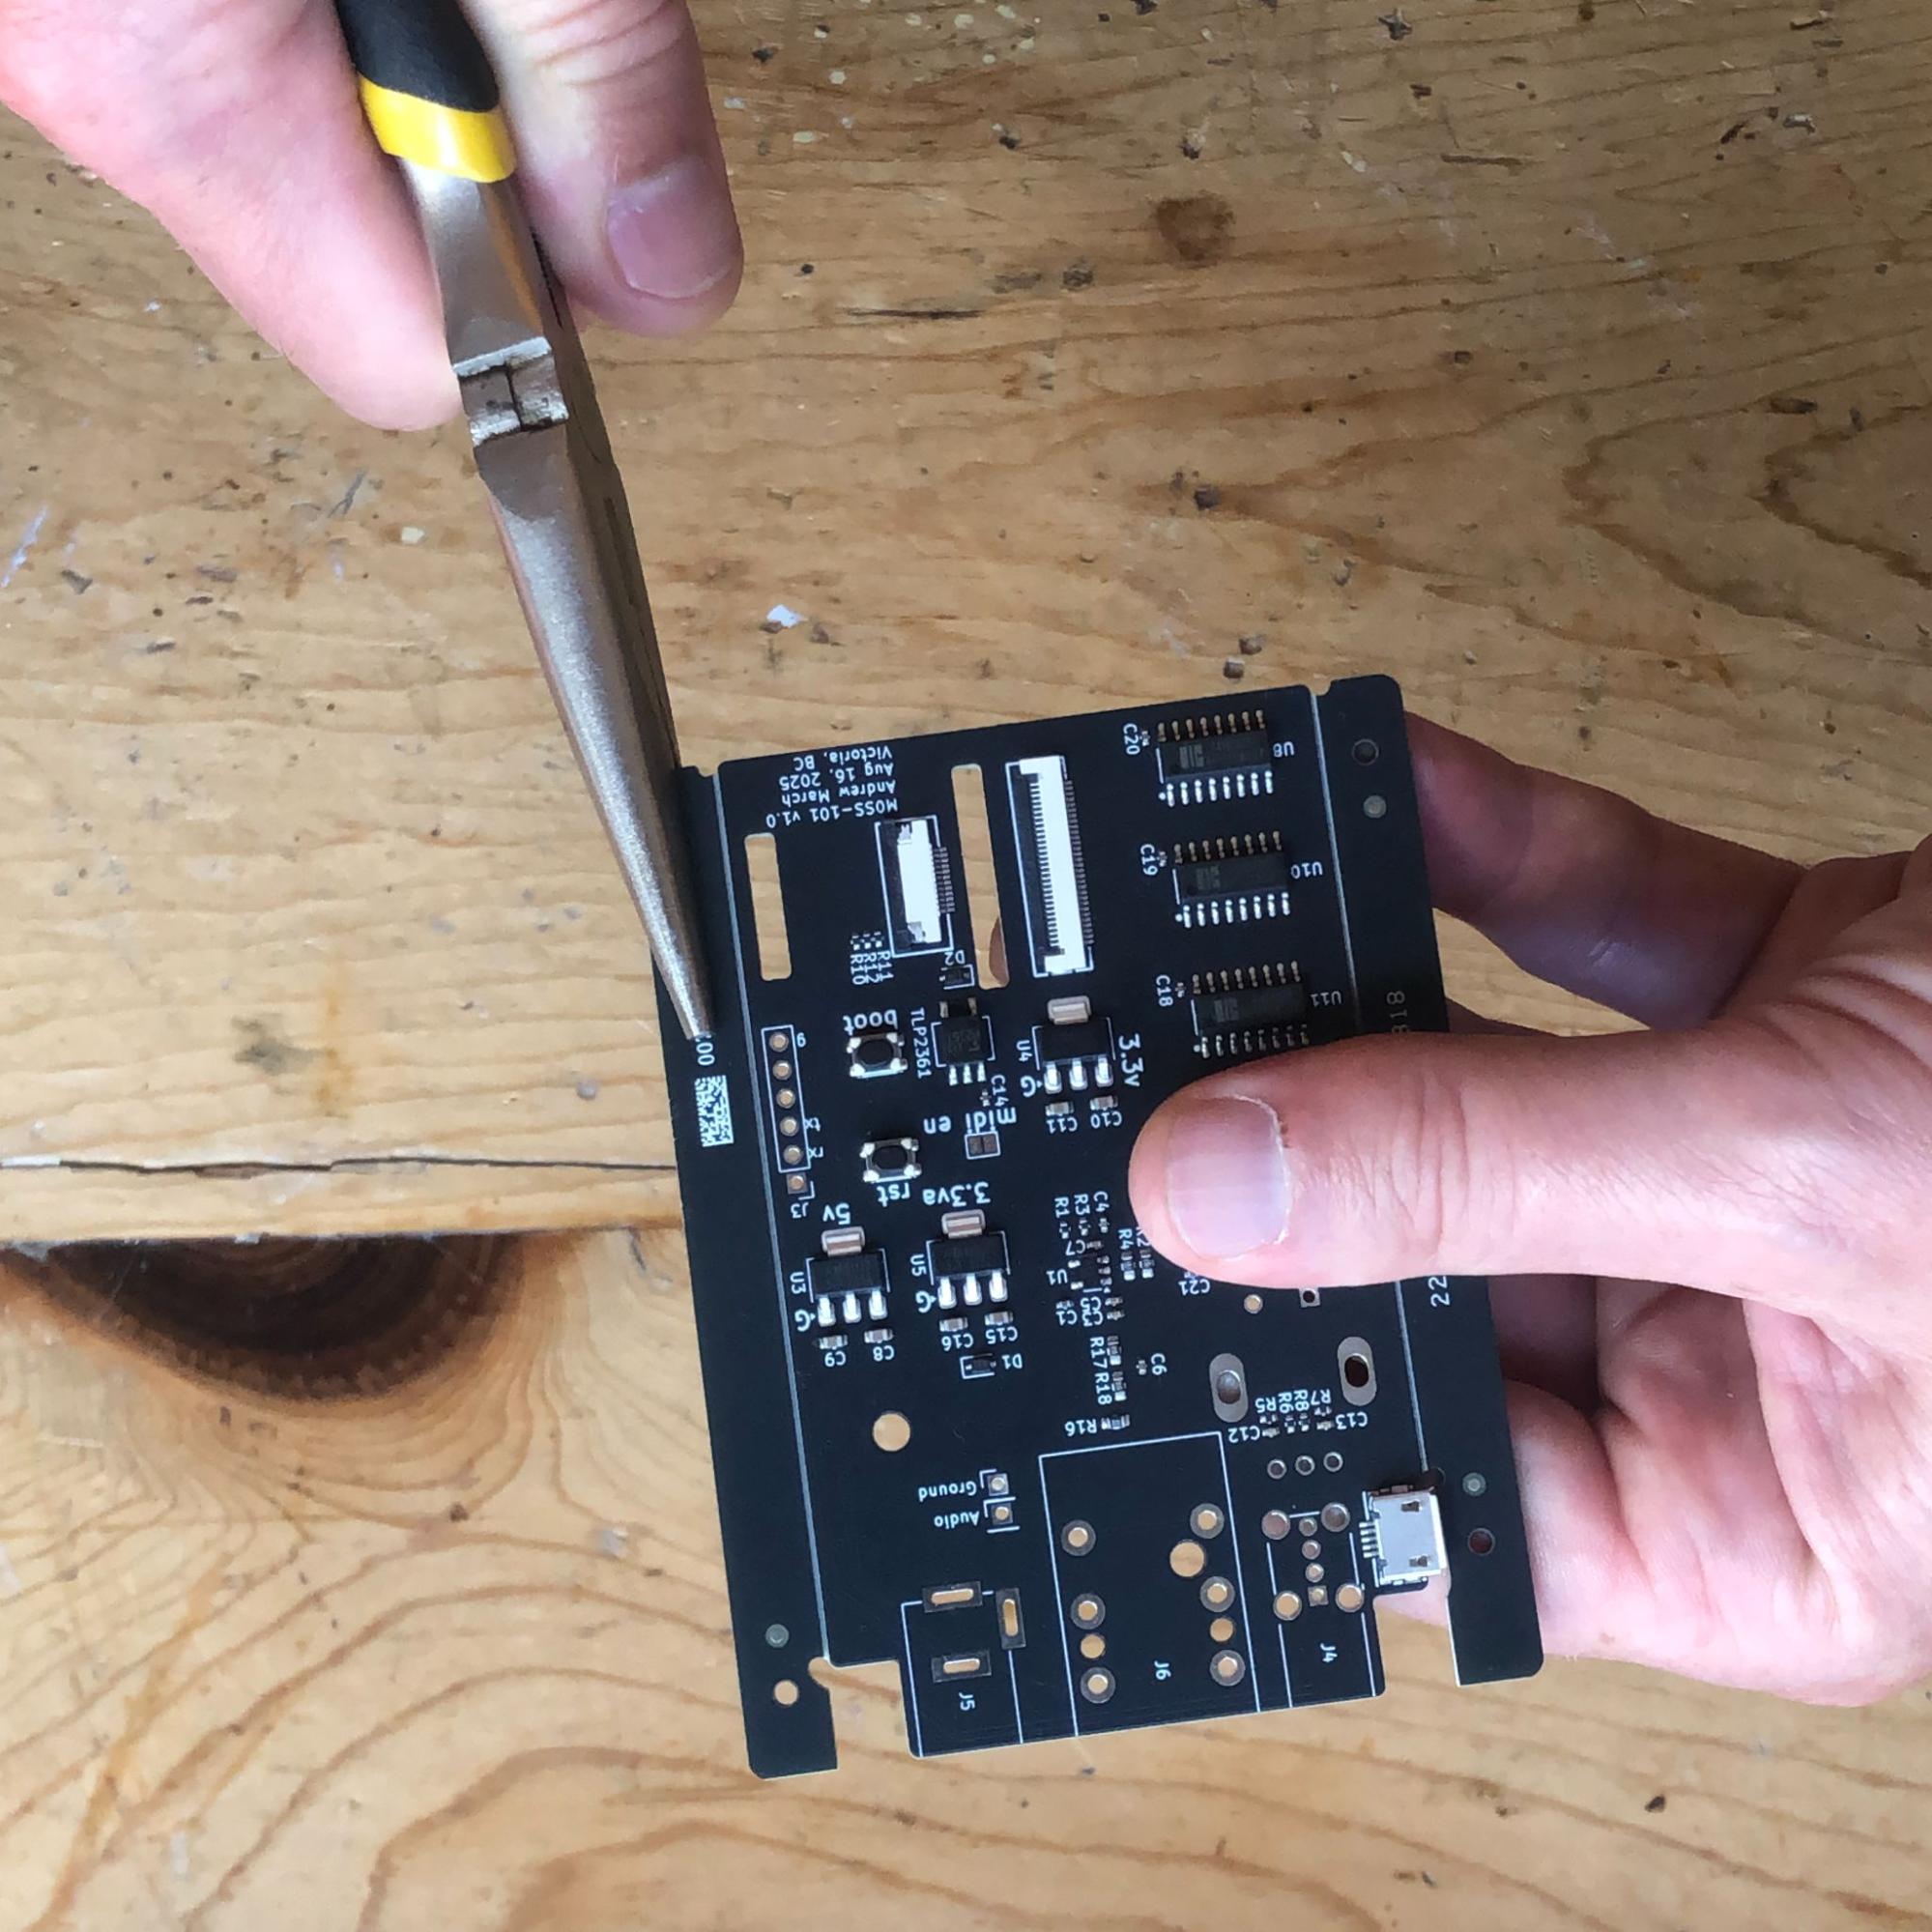 J4
J6
J5
Audio
Ground
C13
C12
R7
R8
R6
R5
R16
R18
R17
C6
D1
C15
C16
G
C8
C9
G
C3
C1
C5
U1
C21
R2
R4
C7
C4
R3
R1
U5
U3
3.3va
5v
rst
J3
rx
tx
g
midi en
C10
C11
G
3.3v
U4
C14
TLP2361
boot
00
22
818
U11
C18
D2
R11
R12
R10
U10
C19
U8
C20
MOSS-101 v1.0
Andrew March
Aug 16, 2025
Victoria, BC